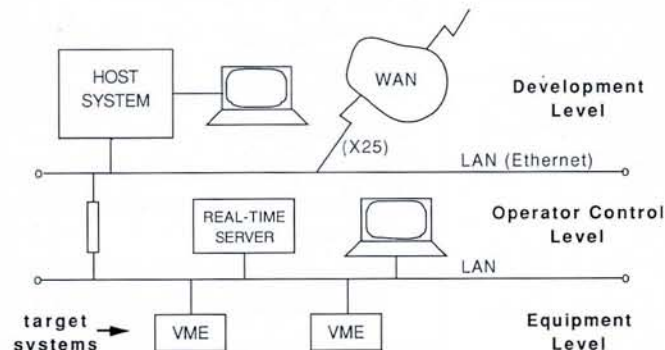 HOST
SYSTEM
WAN
Development
Level
(X25)
LAN (Ethernet)
REAL-TIME
SERVER
Operator Control
Level
LAN
target
systems
VME
VME
Equipment
Level